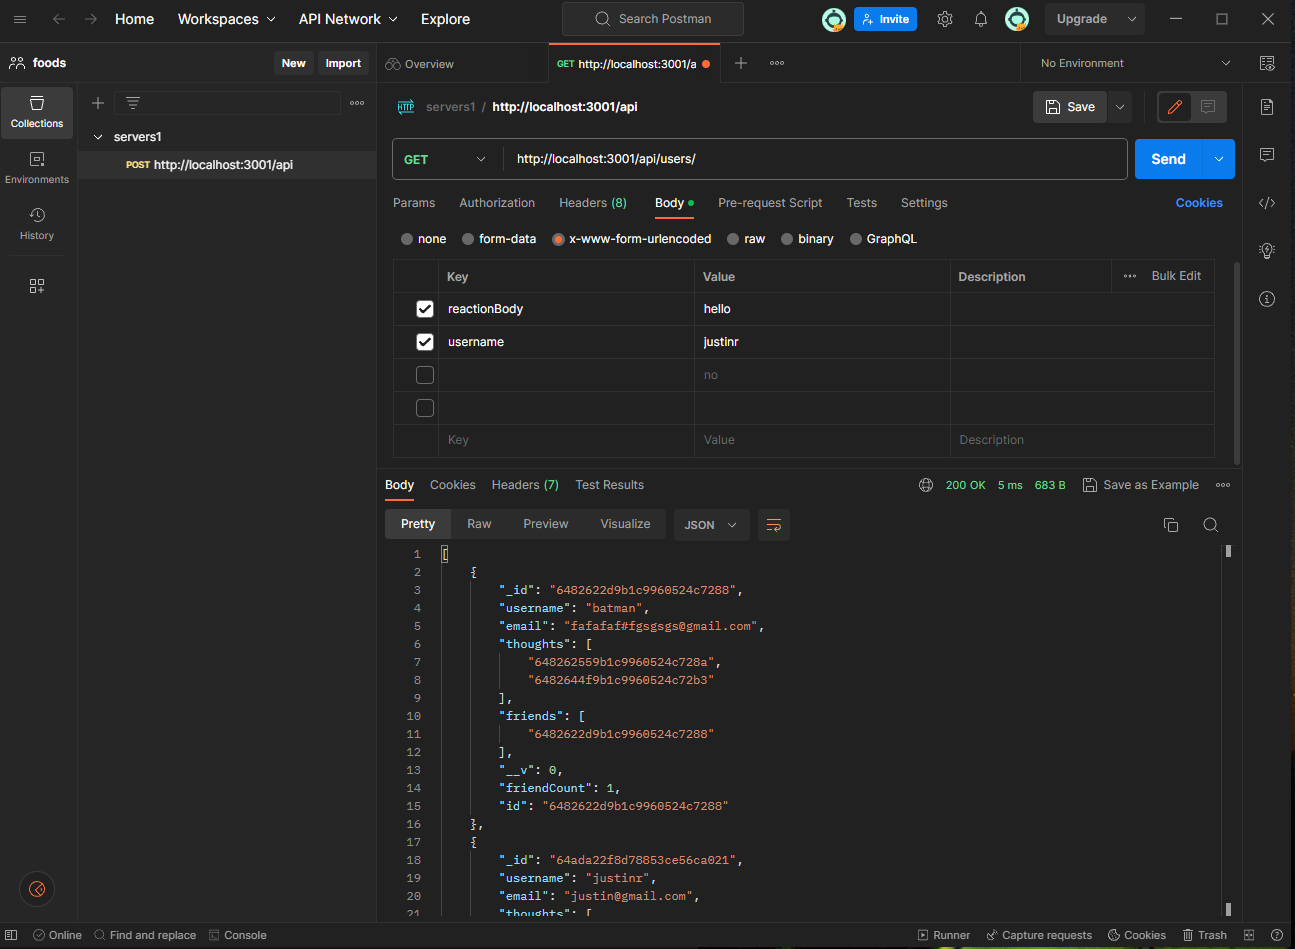 Home Workspaces API Network Explore Search Postman Invite Upgrade
foods New Import Overview GET http://localhost:3001/a No Environment
Collections
servers1 / http://localhost:3001/api Save
servers1
POST http://localhost:3001/api
Environments
History
GET http://localhost:3001/api/users/ Send
Params Authorization Headers (8) Body Pre-request Script Tests Settings Cookies
none form-data x-www-form-urlencoded raw binary GraphQL
Key Value Description Bulk Edit
reactionBody hello
username justinr
no
Key Value Description
Body Cookies Headers (7) Test Results 200 OK 5 ms 683 B Save as Example
Pretty Raw Preview Visualize JSON
1 [
2 {
3 "_id": "6482622d9b1c9960524c7288",
4 "username": "batman",
5 "email": "fafafaf#fgsgsgs@gmail.com",
6 "thoughts": [
7 "648262559b1c9960524c728a",
8 "6482644f9b1c9960524c72b3"
9 ],
10 "friends": [
11 "6482622d9b1c9960524c7288"
12 ],
13 "__v": 0,
14 "friendCount": 1,
15 "id": "6482622d9b1c9960524c7288"
16 },
17 {
18 "_id": "64ada22f8d78853ce56ca021",
19 "username": "justinr",
20 "email": "justin@gmail.com",
21 "thoughts": [
Online Find and replace Console Runner Capture requests Cookies Trash